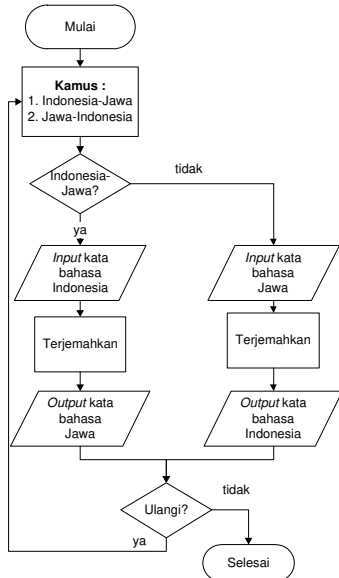 Mulai
Kamus :
1. Indonesia-Jawa
2. Jawa-Indonesia
Indonesia-
Jawa?
tidak
ya
Input kata
bahasa
Indonesia
Input kata
bahasa
Jawa
Terjemahkan
Terjemahkan
Output kata
bahasa
Jawa
Output kata
bahasa
Indonesia
Ulangi?
tidak
ya
Selesai